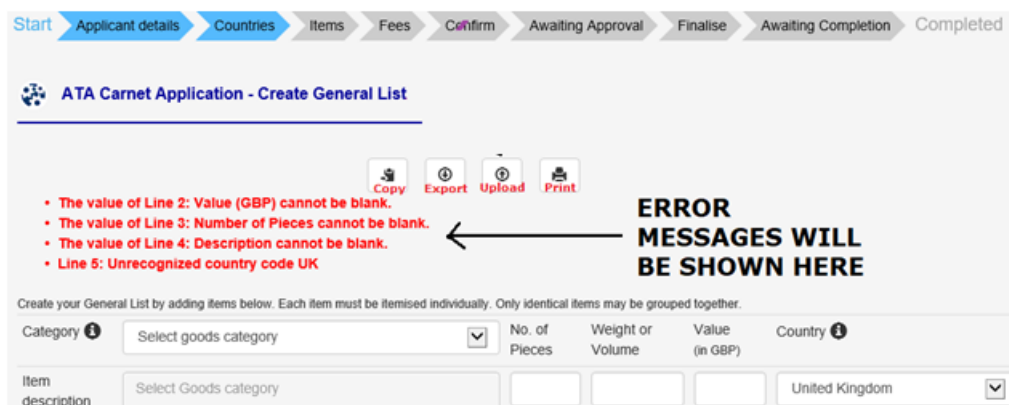 Start Applicant details Countries Items Fees Confirm Awaiting Approval Finalise Awaiting Completion Completed
ATA Carnet Application - Create General List
Copy Export Upload Print
• The value of Line 2: Value (GBP) cannot be blank.
• The value of Line 3: Number of Pieces cannot be blank.
• The value of Line 4: Description cannot be blank.
• Line 5: Unrecognized country code UK
ERROR
MESSAGES WILL
BE SHOWN HERE
Create your General List by adding items below. Each item must be itemised individually. Only identical items may be grouped together.
Category Select goods category
No. of
Pieces
Weight or
Volume
Value
(in GBP)
Country
Item
description
Select Goods category
United Kingdom